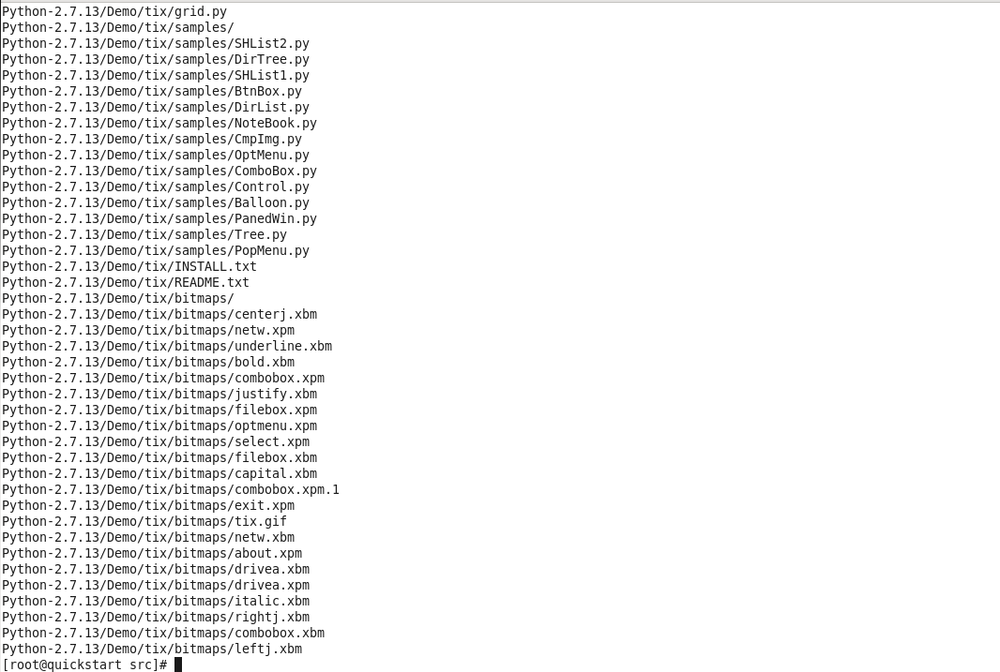 Python-2.7.13/Demo/tix/grid.py
Python-2.7.13/Demo/tix/samples/
Python-2.7.13/Demo/tix/samples/SHList2.py
Python-2.7.13/Demo/tix/samples/DirTree.py
Python-2.7.13/Demo/tix/samples/SHList1.py
Python-2.7.13/Demo/tix/samples/BtnBox.py
Python-2.7.13/Demo/tix/samples/DirList.py
Python-2.7.13/Demo/tix/samples/NoteBook.py
Python-2.7.13/Demo/tix/samples/CmpImg.py
Python-2.7.13/Demo/tix/samples/OptMenu.py
Python-2.7.13/Demo/tix/samples/ComboBox.py
Python-2.7.13/Demo/tix/samples/Control.py
Python-2.7.13/Demo/tix/samples/Balloon.py
Python-2.7.13/Demo/tix/samples/PanedWin.py
Python-2.7.13/Demo/tix/samples/Tree.py
Python-2.7.13/Demo/tix/samples/PopMenu.py
Python-2.7.13/Demo/tix/INSTALL.txt
Python-2.7.13/Demo/tix/README.txt
Python-2.7.13/Demo/tix/bitmaps/
Python-2.7.13/Demo/tix/bitmaps/centerj.xbm
Python-2.7.13/Demo/tix/bitmaps/netw.xpm
Python-2.7.13/Demo/tix/bitmaps/underline.xbm
Python-2.7.13/Demo/tix/bitmaps/bold.xbm
Python-2.7.13/Demo/tix/bitmaps/combobox.xpm
Python-2.7.13/Demo/tix/bitmaps/justify.xbm
Python-2.7.13/Demo/tix/bitmaps/filebox.xpm
Python-2.7.13/Demo/tix/bitmaps/optmenu.xpm
Python-2.7.13/Demo/tix/bitmaps/select.xpm
Python-2.7.13/Demo/tix/bitmaps/filebox.xbm
Python-2.7.13/Demo/tix/bitmaps/capital.xbm
Python-2.7.13/Demo/tix/bitmaps/combobox.xpm.1
Python-2.7.13/Demo/tix/bitmaps/exit.xpm
Python-2.7.13/Demo/tix/bitmaps/tix.gif
Python-2.7.13/Demo/tix/bitmaps/netw.xbm
Python-2.7.13/Demo/tix/bitmaps/about.xpm
Python-2.7.13/Demo/tix/bitmaps/drivea.xbm
Python-2.7.13/Demo/tix/bitmaps/drivea.xpm
Python-2.7.13/Demo/tix/bitmaps/italic.xbm
Python-2.7.13/Demo/tix/bitmaps/rightj.xbm
Python-2.7.13/Demo/tix/bitmaps/combobox.xbm
Python-2.7.13/Demo/tix/bitmaps/leftj.xbm
[root@quickstart src]#